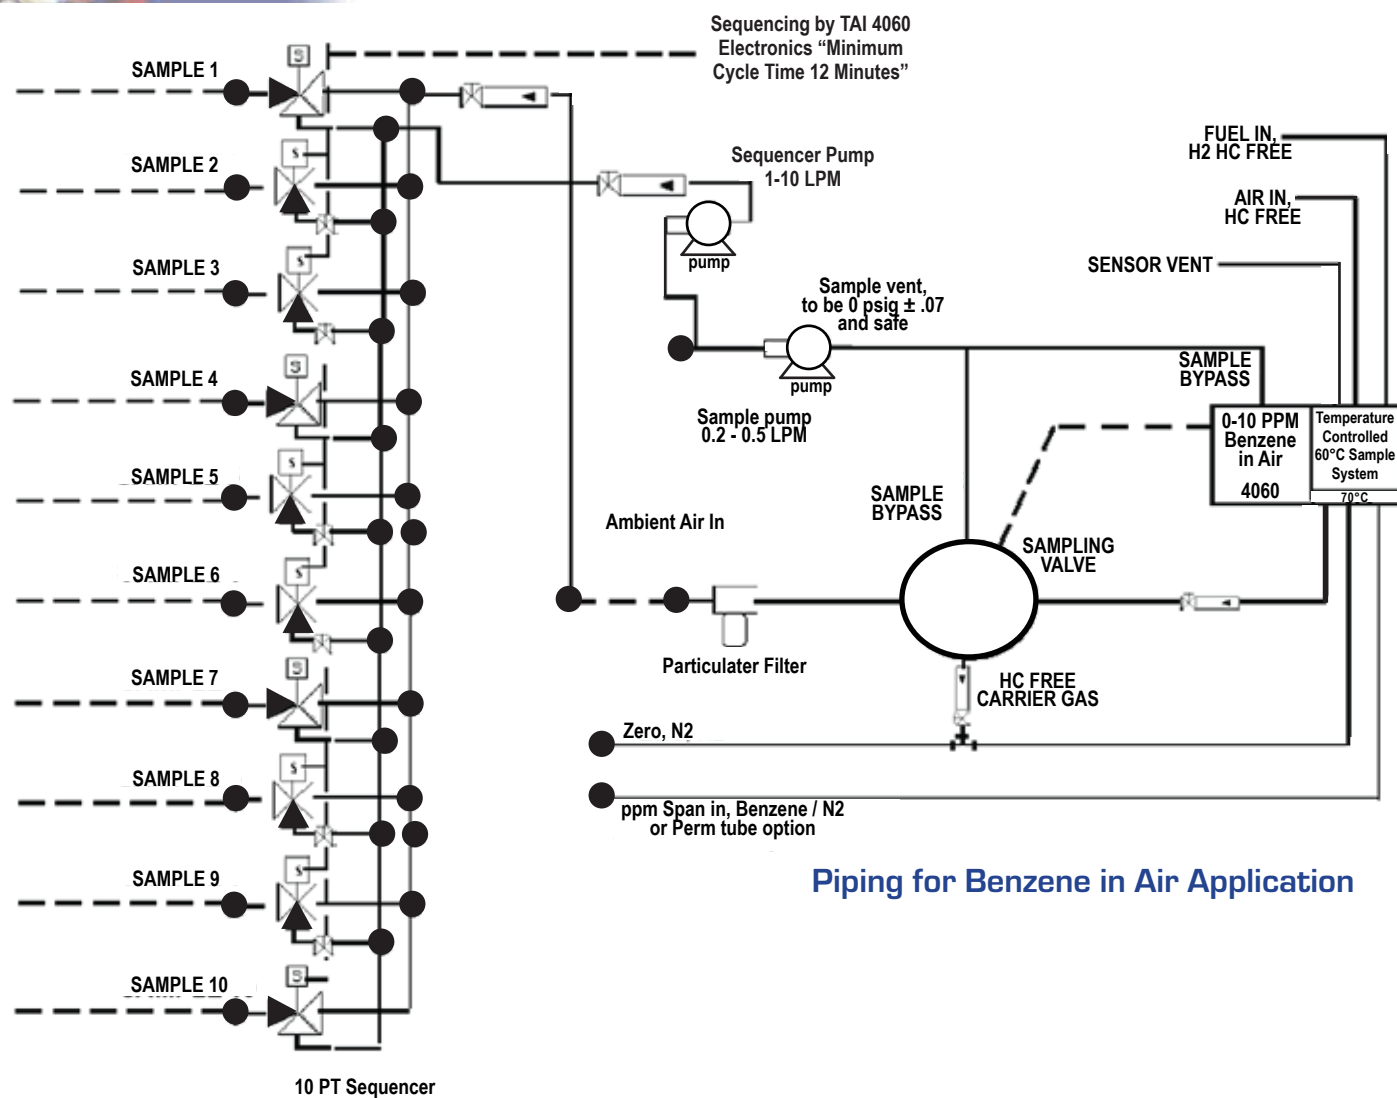 Sequencing by TAI 4060
Electronics “Minimum
Cycle Time 12 Minutes”
SAMPLE 1
S
SAMPLE 2
S
SAMPLE 3
S
SAMPLE 4
S
SAMPLE 5
S
SAMPLE 6
S
SAMPLE 7
S
SAMPLE 8
S
SAMPLE 9
S
SAMPLE 10
S
10 PT Sequencer
Sequencer Pump
1-10 LPM
pump
Sample vent,
to be 0 psig ± .07
and safe
pump
Sample pump
0.2 - 0.5 LPM
FUEL IN,
H2 HC FREE
AIR IN,
HC FREE
SENSOR VENT
SAMPLE
BYPASS
0-10 PPM
Benzene
in Air
4060
Temperature
Controlled
60°C Sample
System
70°C
SAMPLE
BYPASS
Ambient Air In
SAMPLING
VALVE
Particulater Filter
HC FREE
CARRIER GAS
Zero, N2
ppm Span in, Benzene / N2
or Perm tube option
Piping for Benzene in Air Application